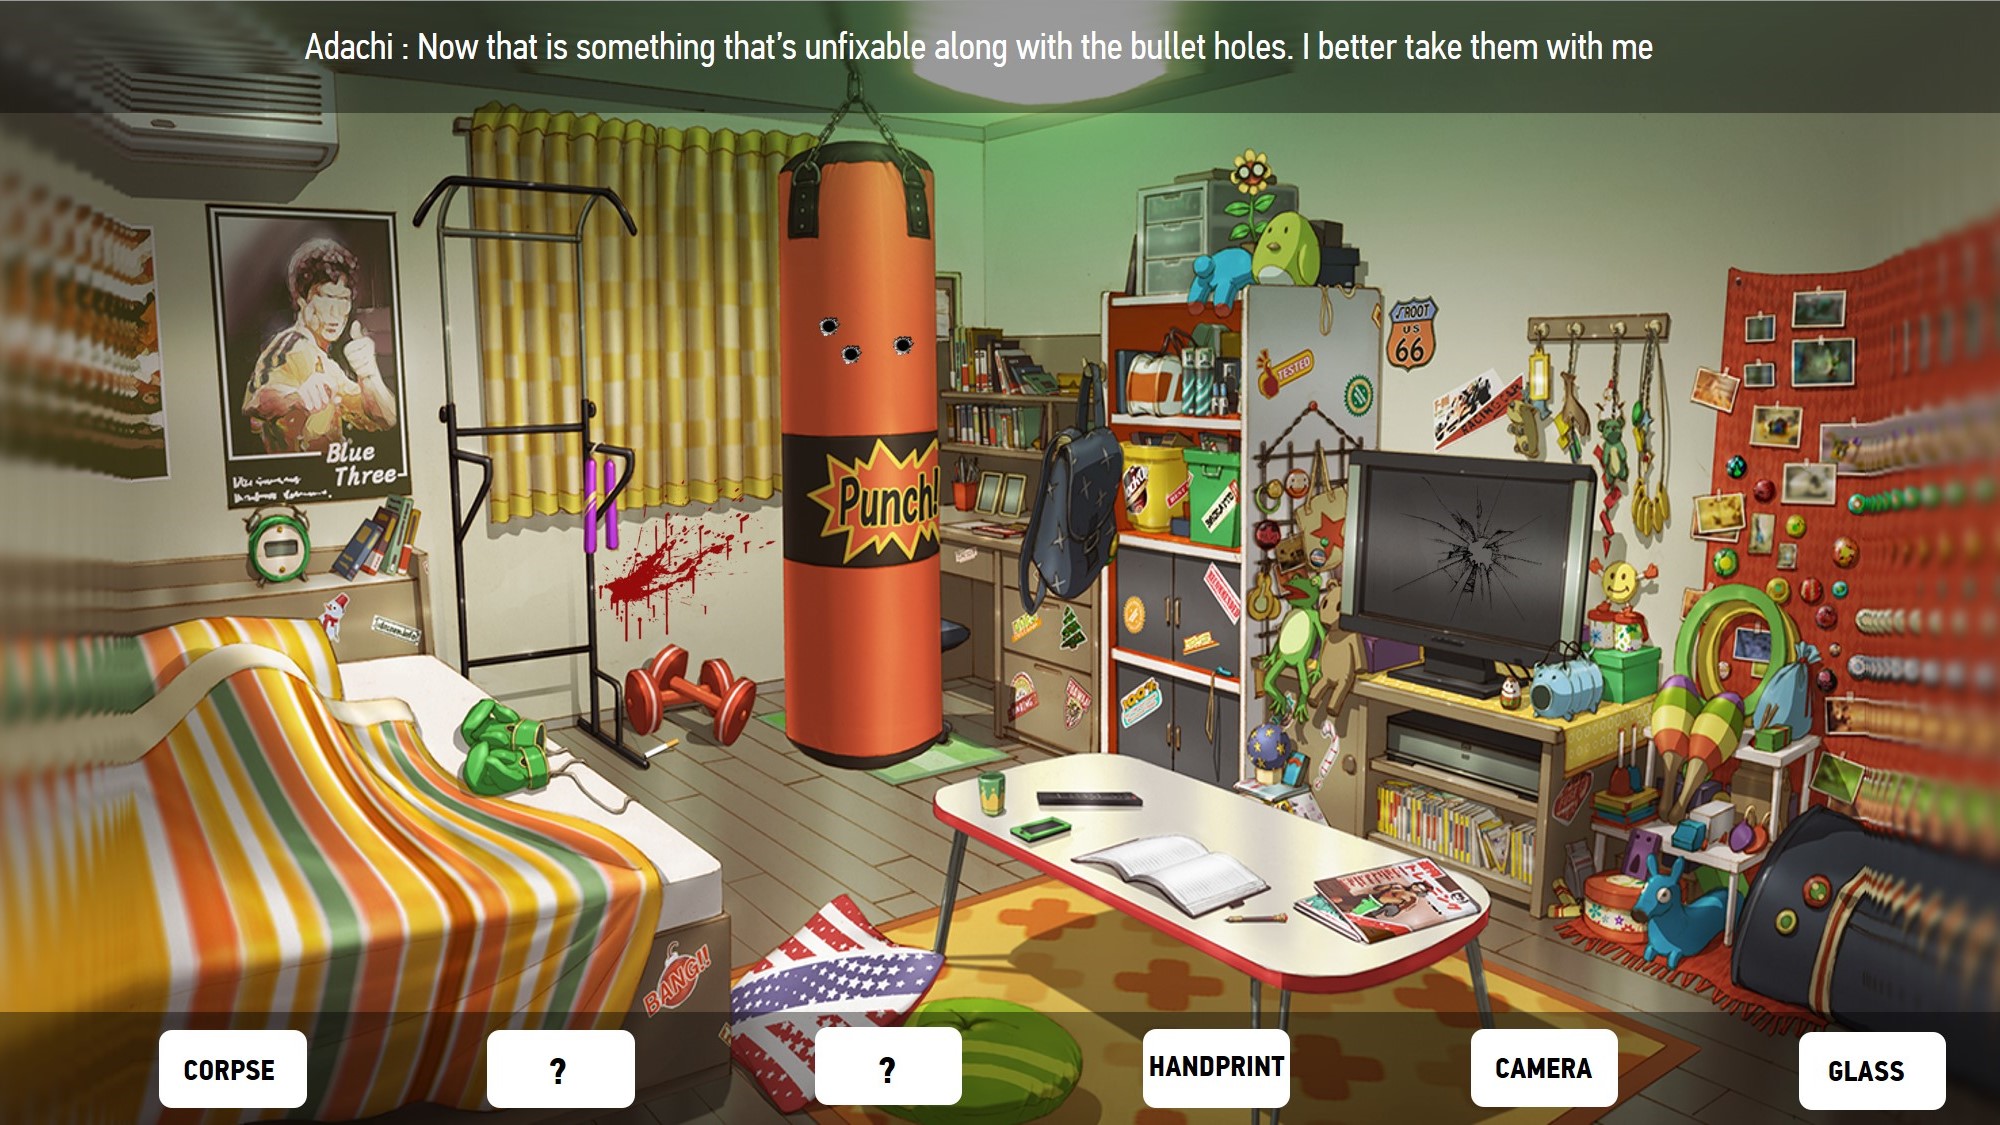 Adachi : Now that is something that's unfixable along with the bullet holes. I better take them with me
ROOT
US
66
TESTED
Blue
Three
Punch!
BANG!!
CORPSE
?
?
HANDPRINT
CAMERA
GLASS